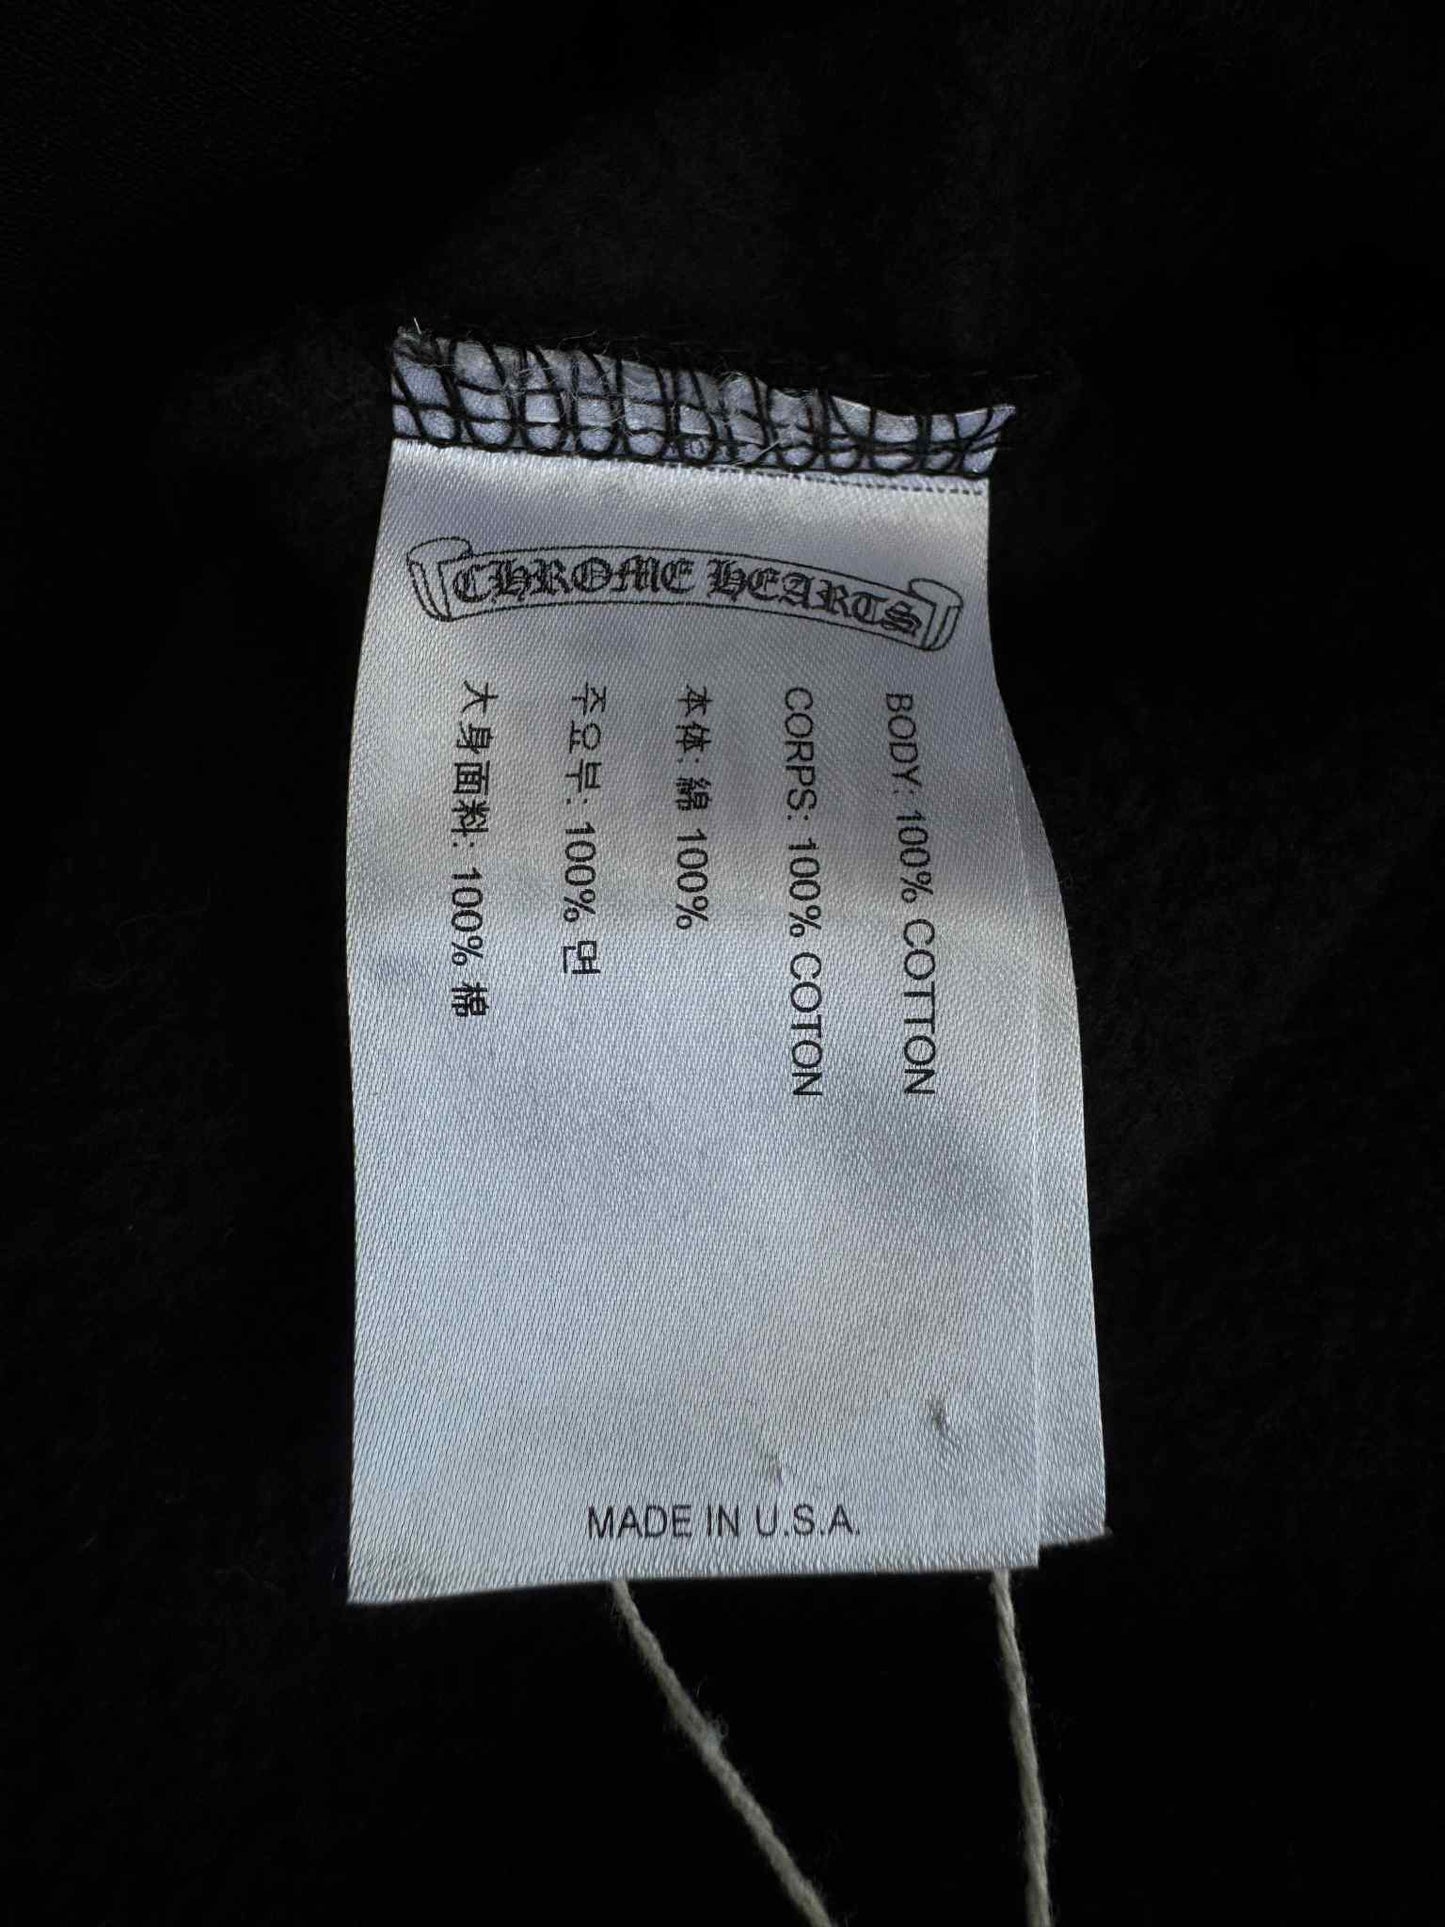 CHROME HEARTS
BODY: 100% COTTON
CORPS: 100% COTON
本体: 綿 100%
주요부: 100% 면
大身面料: 100% 棉
MADE IN U.S.A.